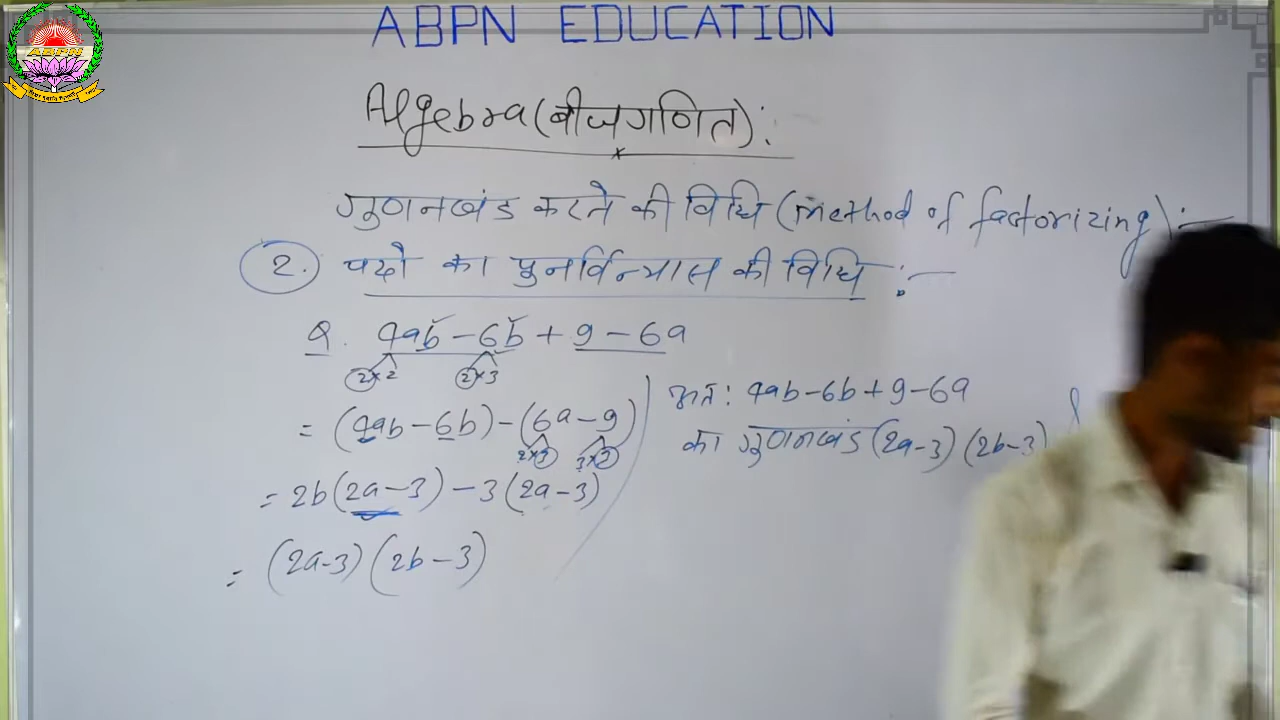 ABPN EDUCATION
ABPN
Algebra (बीजगणित):
गुणनखंड करने की विधि (method of factorizing):-
2. पदो का पुनर्विन्यास की विधि :-
Q. 4ab - 6b + 9 - 6a
2×2 2×3
= (4ab - 6b) - (6a - 9)
2×3 3×3
= 2b(2a - 3) - 3(2a - 3)
= (2a - 3)(2b - 3)
अत: 4ab - 6b + 9 - 6a
का गुणनखंड (2a - 3)(2b - 3)